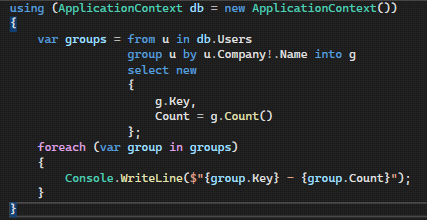 using (ApplicationContext db = new ApplicationContext())
{
    var groups = from u in db.Users
                 group u by u.Company!.Name into g
                 select new
                 {
                     g.Key,
                     Count = g.Count()
                 };
    foreach (var group in groups)
    {
        Console.WriteLine($"{group.Key} - {group.Count}");
    }
}